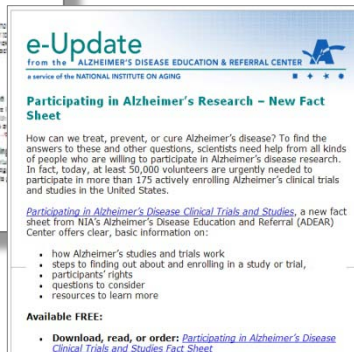 e-Update
from the ALZHEIMER'S DISEASE EDUCATION & REFERRAL CENTER
a service of the NATIONAL INSTITUTE ON AGING
Participating in Alzheimer's Research – New Fact
Sheet
How can we treat, prevent, or cure Alzheimer's disease? To find the
answers to these and other questions, scientists need help from all kinds
of people who are willing to participate in Alzheimer's disease research.
In fact, today, at least 50,000 volunteers are urgently needed to
participate in more than 175 actively enrolling Alzheimer's clinical trials
and studies in the United States.
Participating in Alzheimer's Disease Clinical Trials and Studies, a new fact
sheet from NIA's Alzheimer's Disease Education and Referral (ADEAR)
Center offers clear, basic information on:
• how Alzheimer's studies and trials work
• steps to finding out about and enrolling in a study or trial,
• participants' rights
• questions to consider
• resources to learn more
Available FREE:
• Download, read, or order: Participating in Alzheimer's Disease
Clinical Trials and Studies Fact Sheet